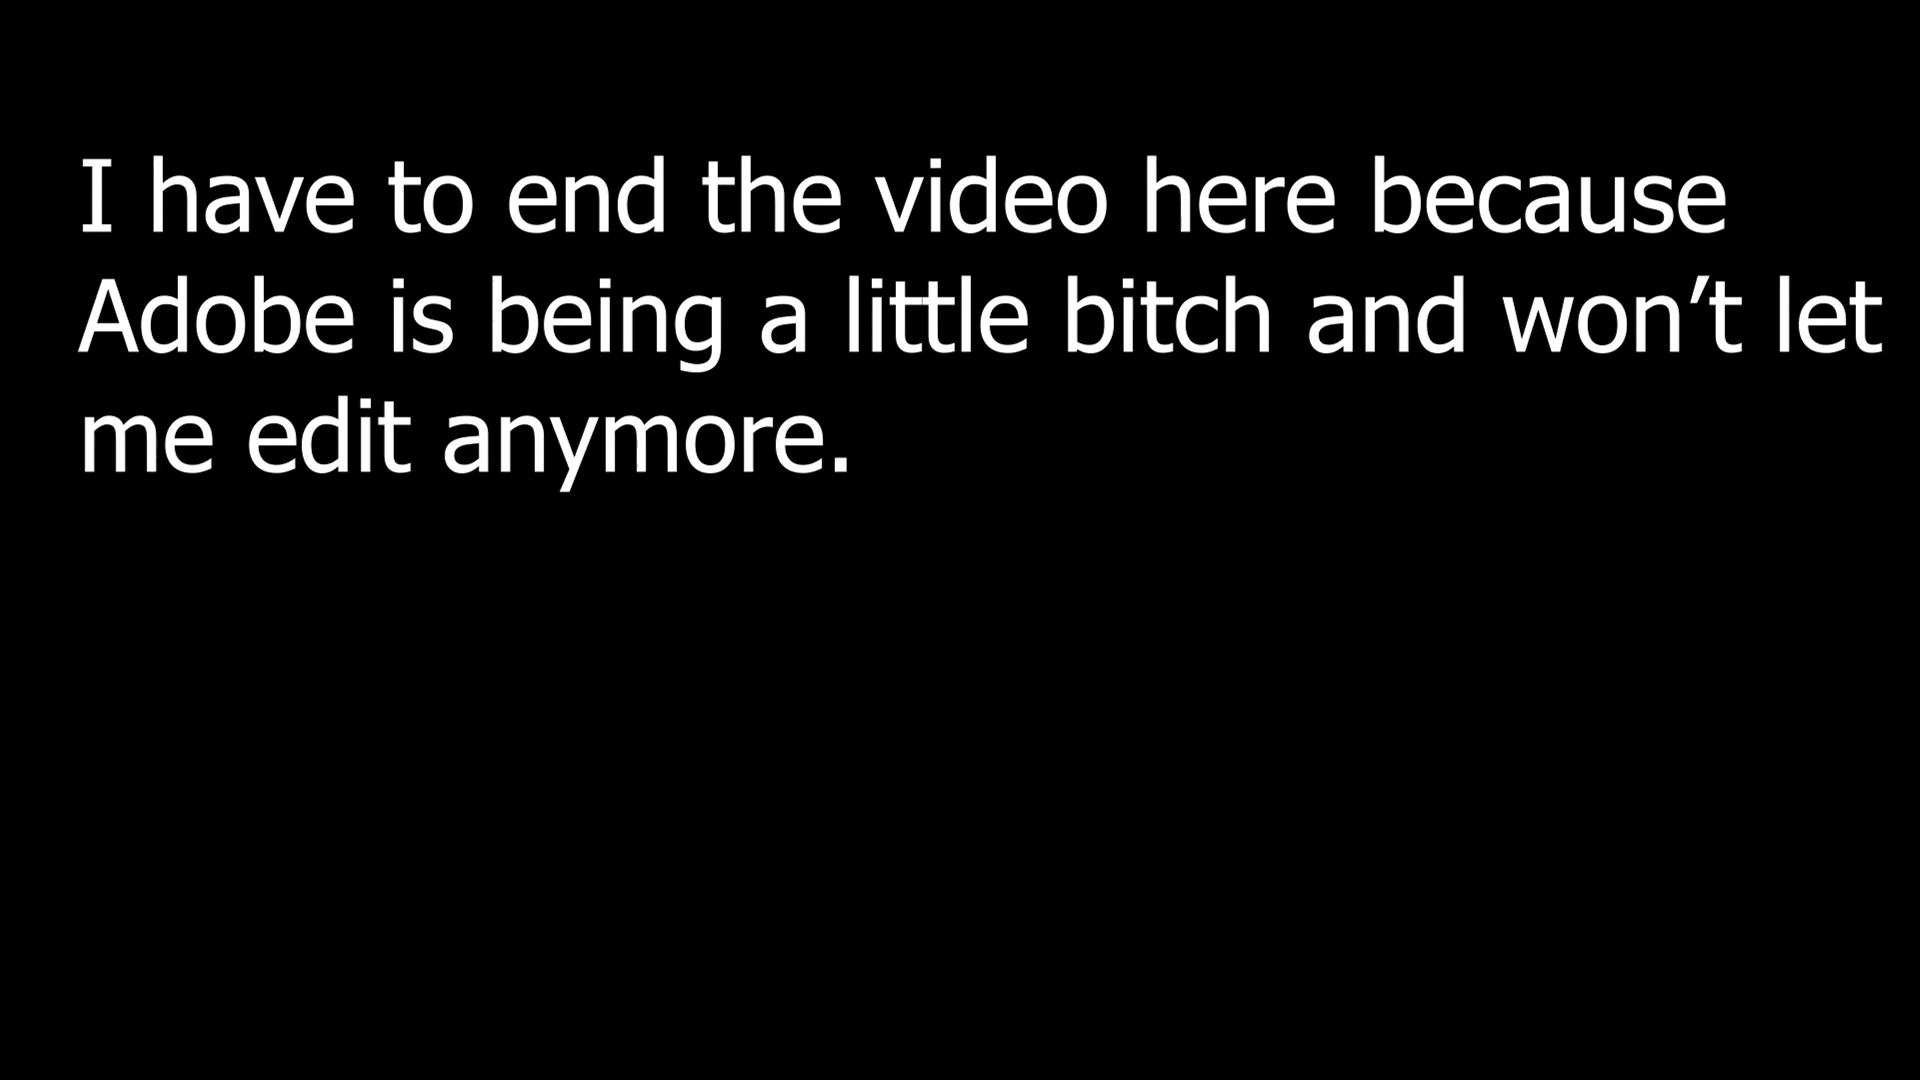 I have to end the video here because
Adobe is being a little bitch and won’t let
me edit anymore.